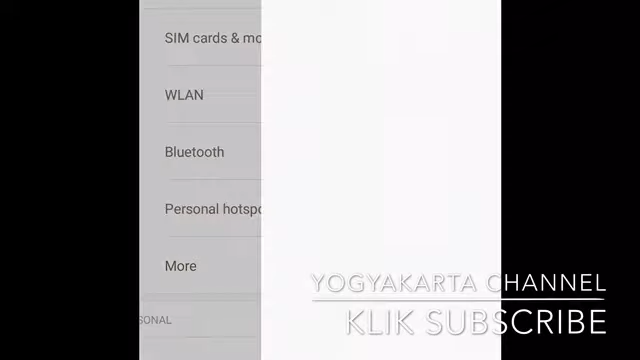 SIM cards & mo
WLAN
Bluetooth
Personal hotspo
More
SONAL
YOGYAKARTA CHANNEL
KLIK SUBSCRIBE